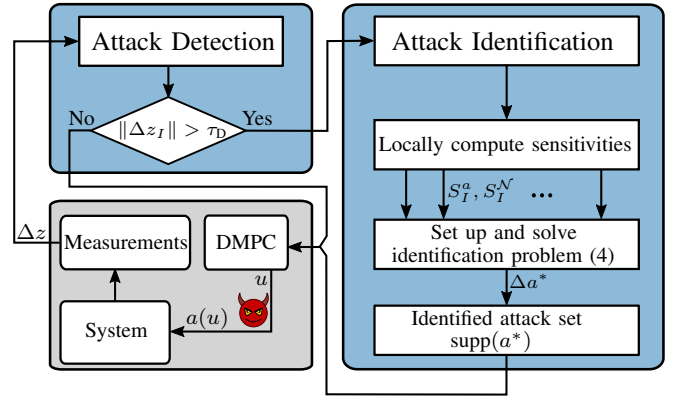 Attack Detection
No
‖Δz_I‖ > τ_D
Yes
Attack Identification
Locally compute sensitivities
S_I^a, S_I^𝒩 ...
Set up and solve
identification problem (4)
Δa*
Identified attack set
supp(a*)
Δz
Measurements
DMPC
u
a(u)
System